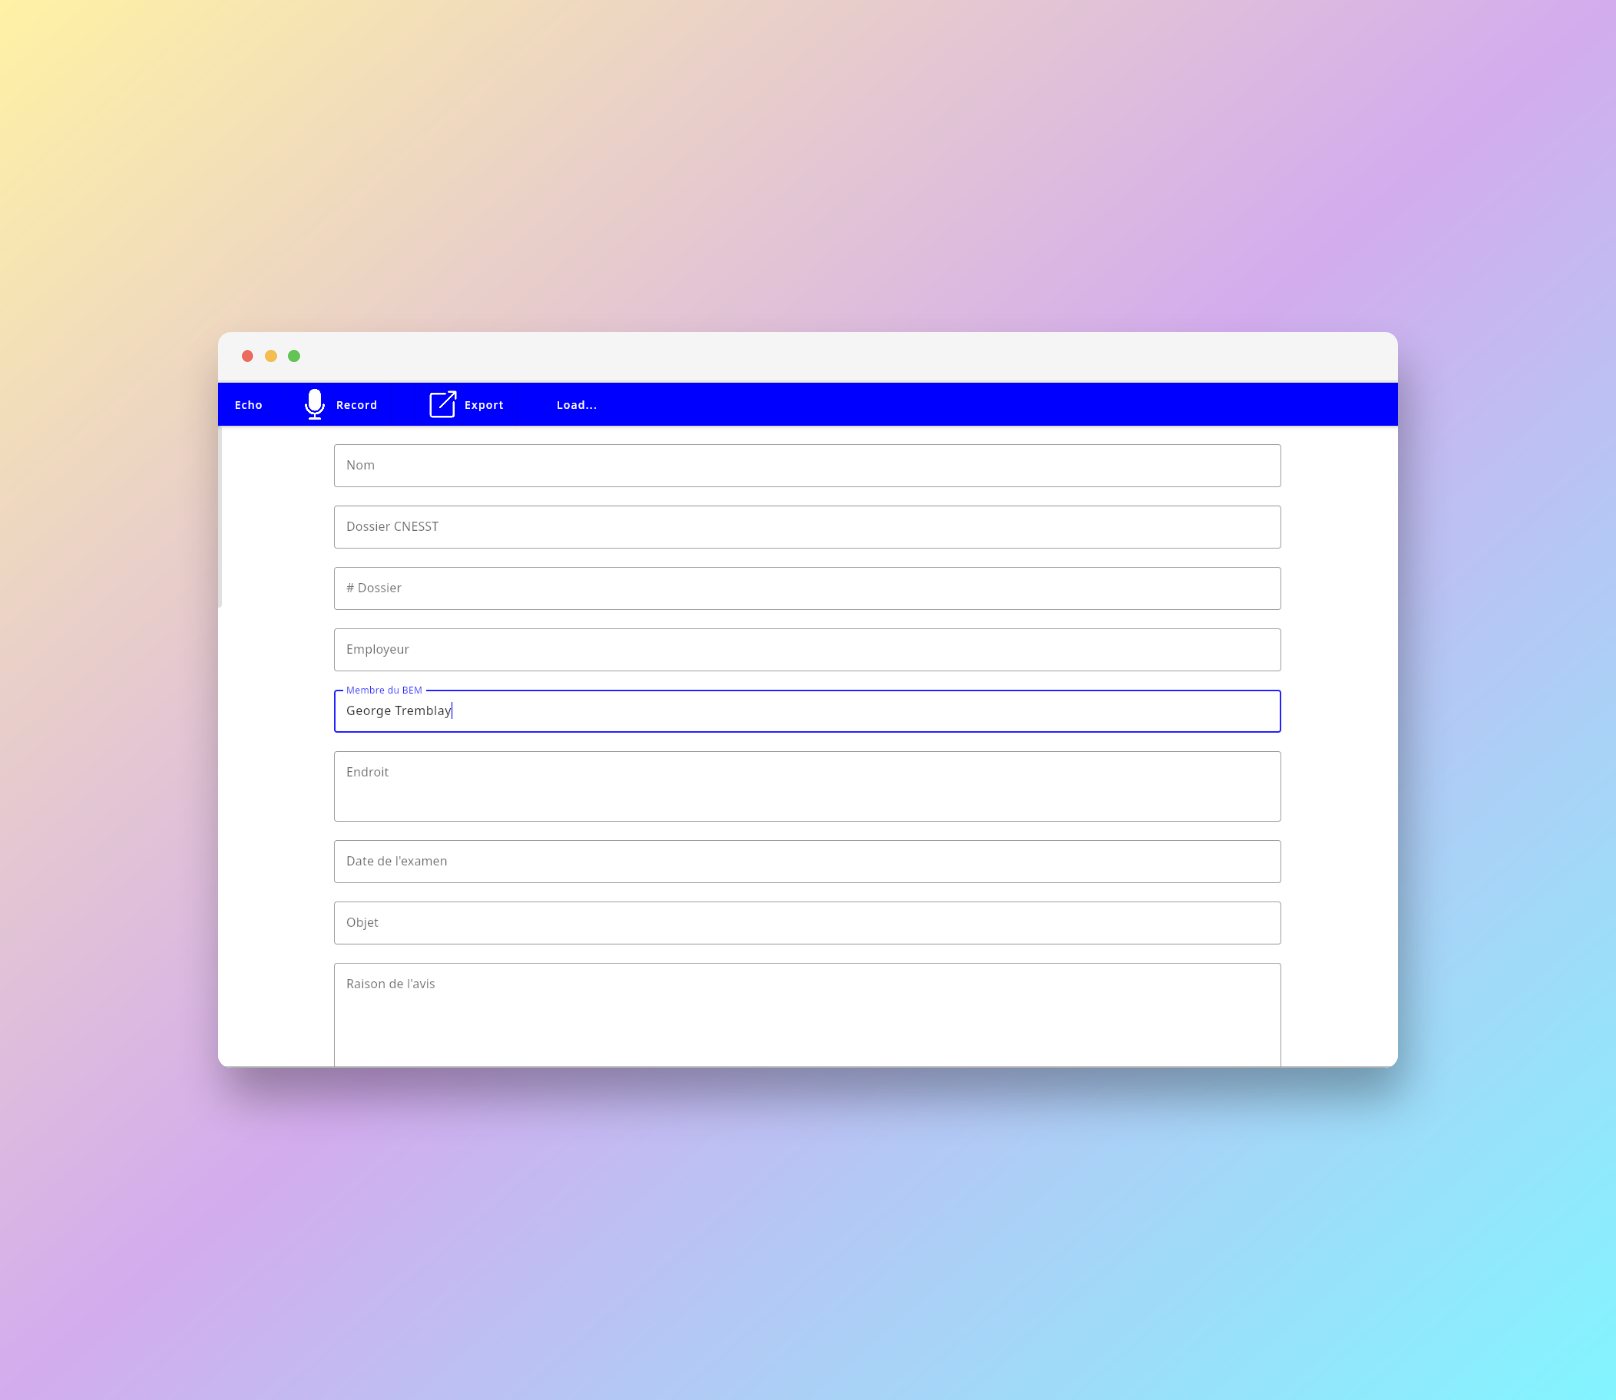 Echo Record Export Load...
Nom
Dossier CNESST
# Dossier
Employeur
Membre du BEM
George Tremblay
Endroit
Date de l'examen
Objet
Raison de l'avis